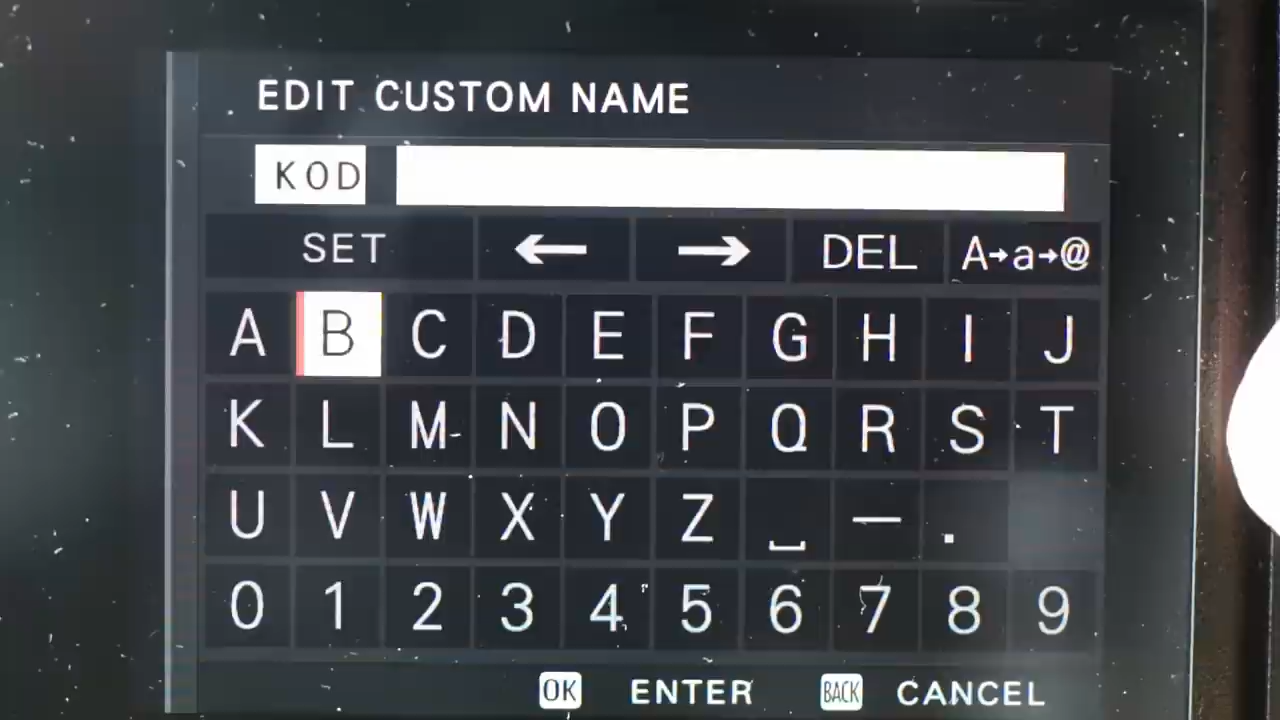 EDIT CUSTOM NAME
KOD
SET ← → DEL A→a→@
A B C D E F G H I J
K L M N O P Q R S T
U V W X Y Z ⎵ — .
0 1 2 3 4 5 6 7 8 9
OK ENTER BACK CANCEL